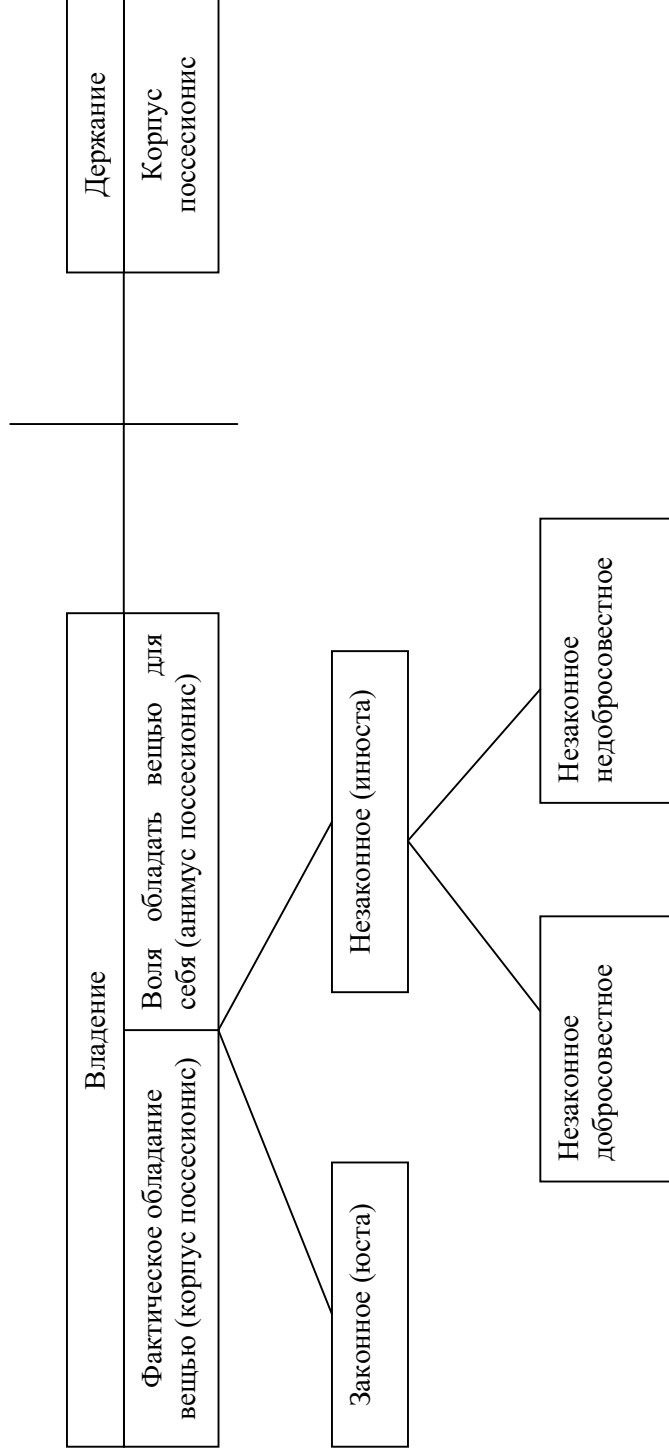 Владение
Фактическое обладание
вещью (корпус поссесионис)
Воля обладать вещью для
себя (анимус поссесионис)
Держание
Корпус
поссесионис
Законное (юста)
Незаконное (инюста)
Незаконное
добросовестное
Незаконное
недобросовестное